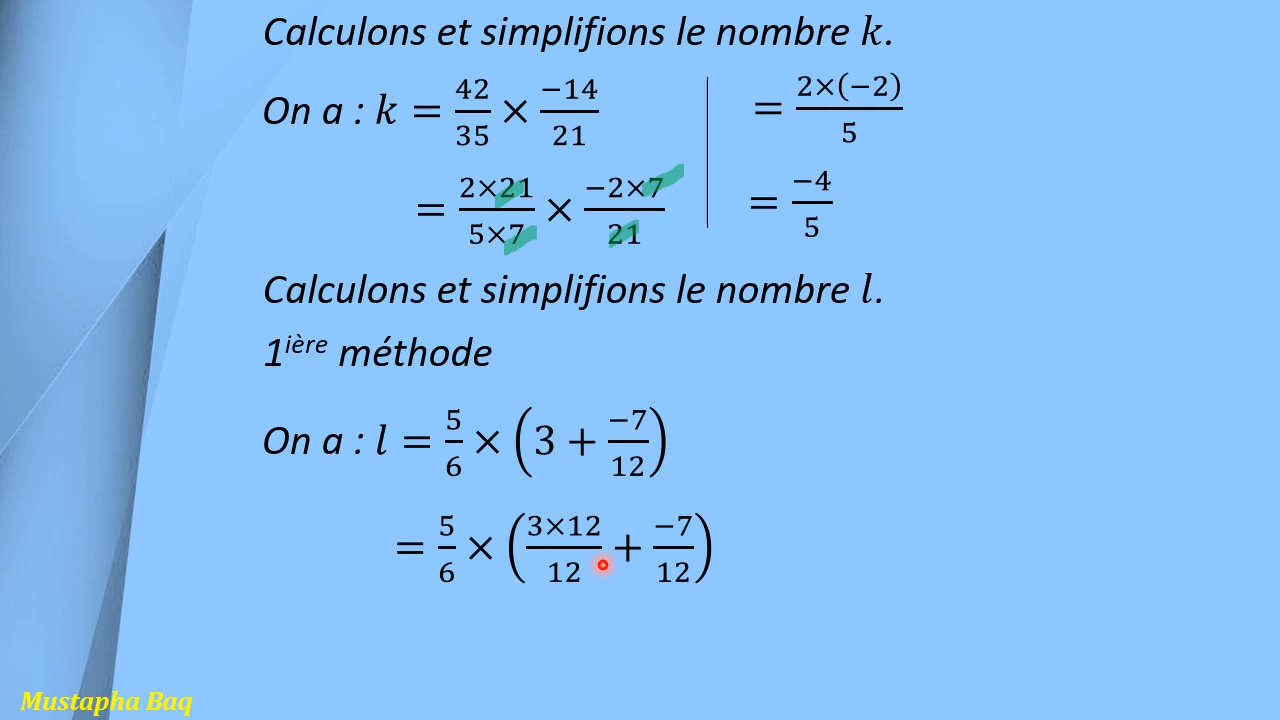 Calculons et simplifions le nombre k.
On a : k = 42/35 × −14/21
= 2×21/5×7 × −2×7/21
= 2×(−2)/5
= −4/5
Calculons et simplifions le nombre l.
1ière méthode
On a : l = 5/6 × (3 + −7/12)
= 5/6 × (3×12/12 + −7/12)
Mustapha Baq